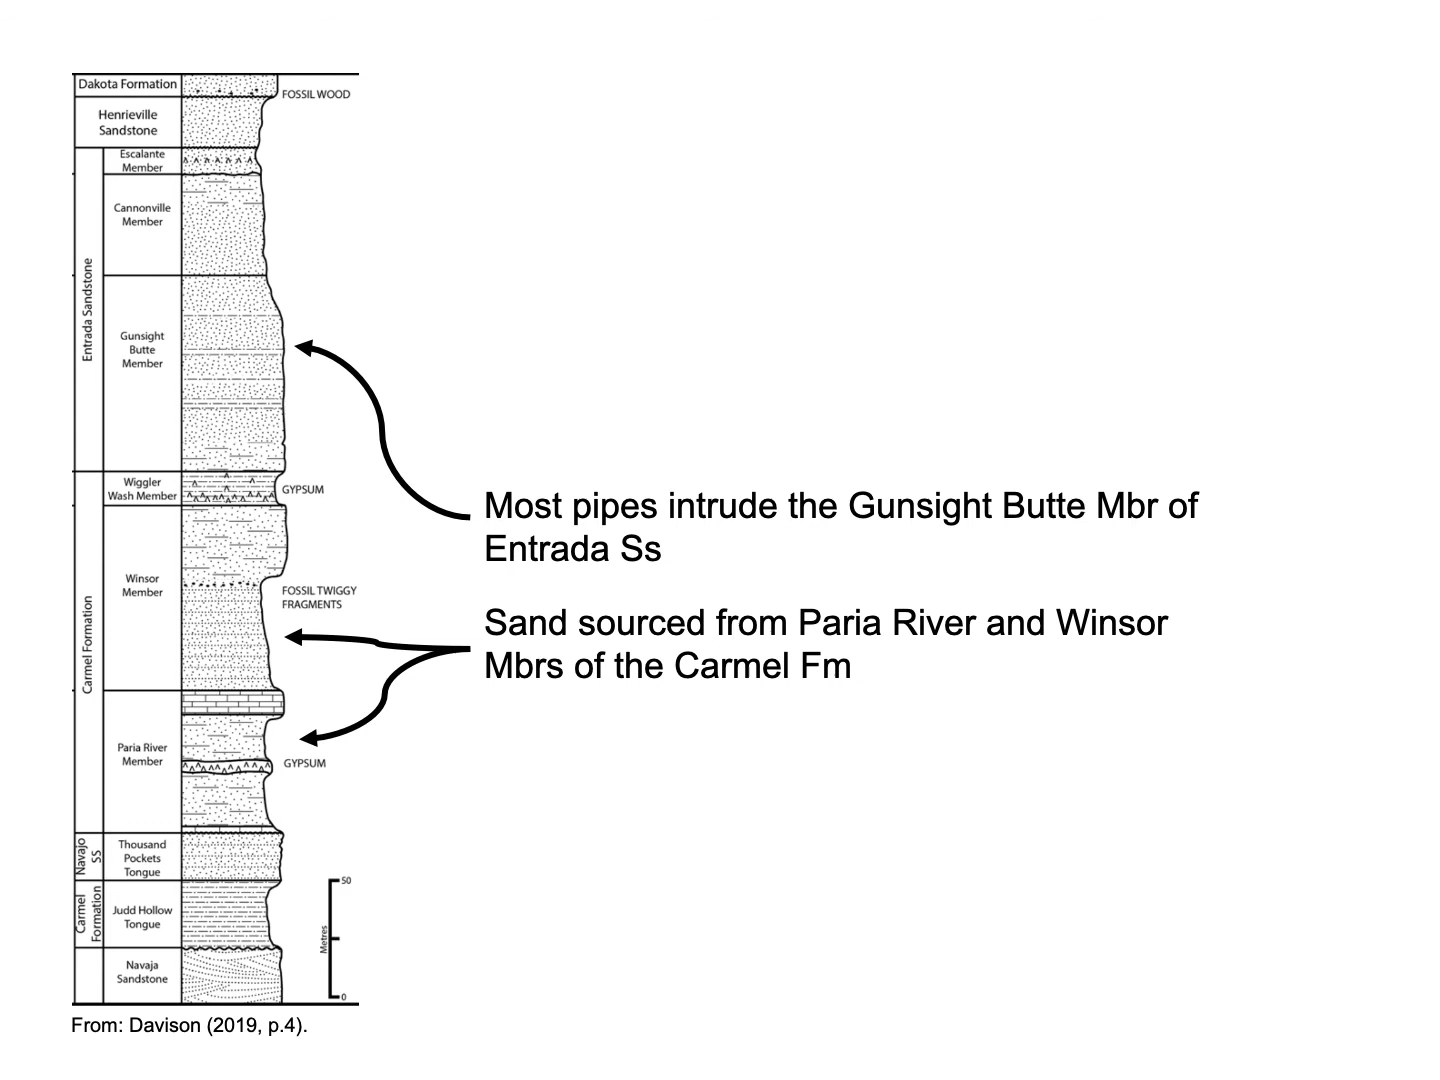 Dakota Formation
FOSSIL WOOD
Henrieville
Sandstone
Escalante
Member
Cannonville
Member
Entrada Sandstone
Gunsight
Butte
Member
Most pipes intrude the Gunsight Butte Mbr of
Entrada Ss
Wiggler
Wash Member
GYPSUM
Winsor
Member
FOSSIL TWIGGY
FRAGMENTS
Carmel Formation
Sand sourced from Paria River and Winsor
Mbrs of the Carmel Fm
Paria River
Member
GYPSUM
Navajo
SS
Thousand
Pockets
Tongue
Carmel
Formation
Judd Hollow
Tongue
50
Metres
0
Navaja
Sandstone
From: Davison (2019, p.4).